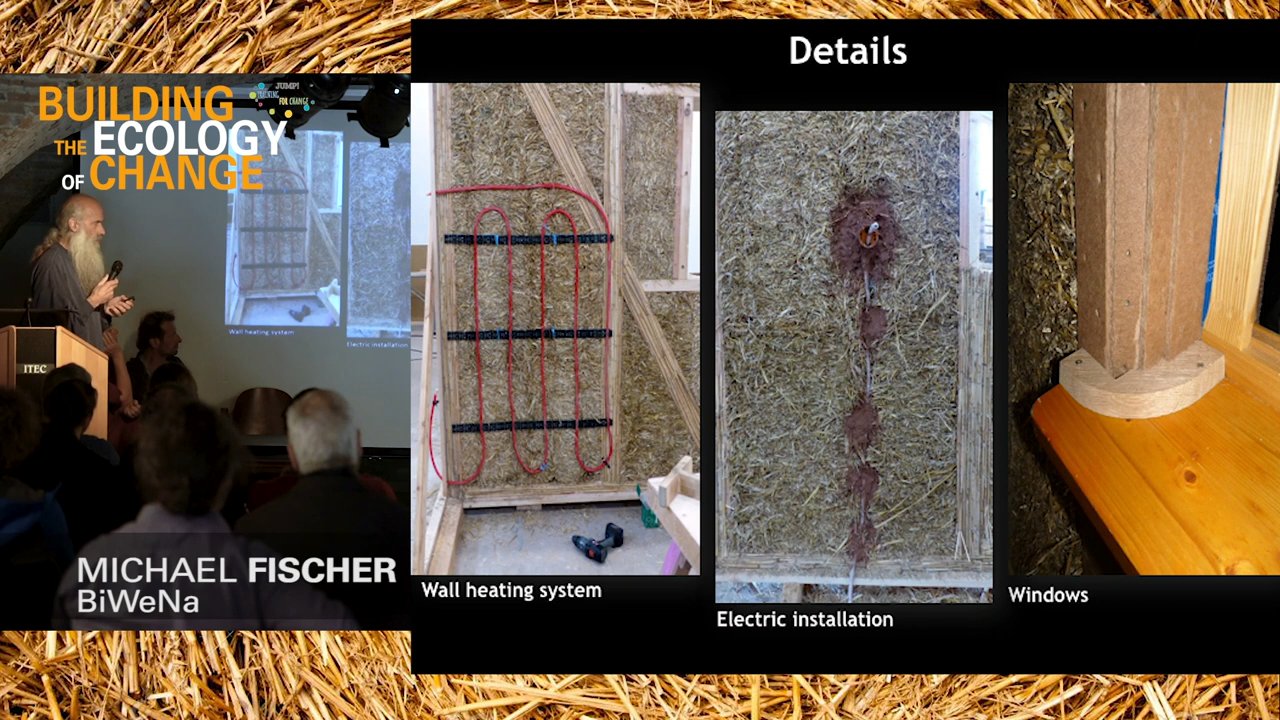 BUILDING
THE ECOLOGY
OF CHANGE
JUMP!
TRAINING
FOR CHANGE
Wall heating system
Electric installation
ITEC
MICHAEL FISCHER
BiWeNa
Details
Wall heating system
Electric installation
Windows